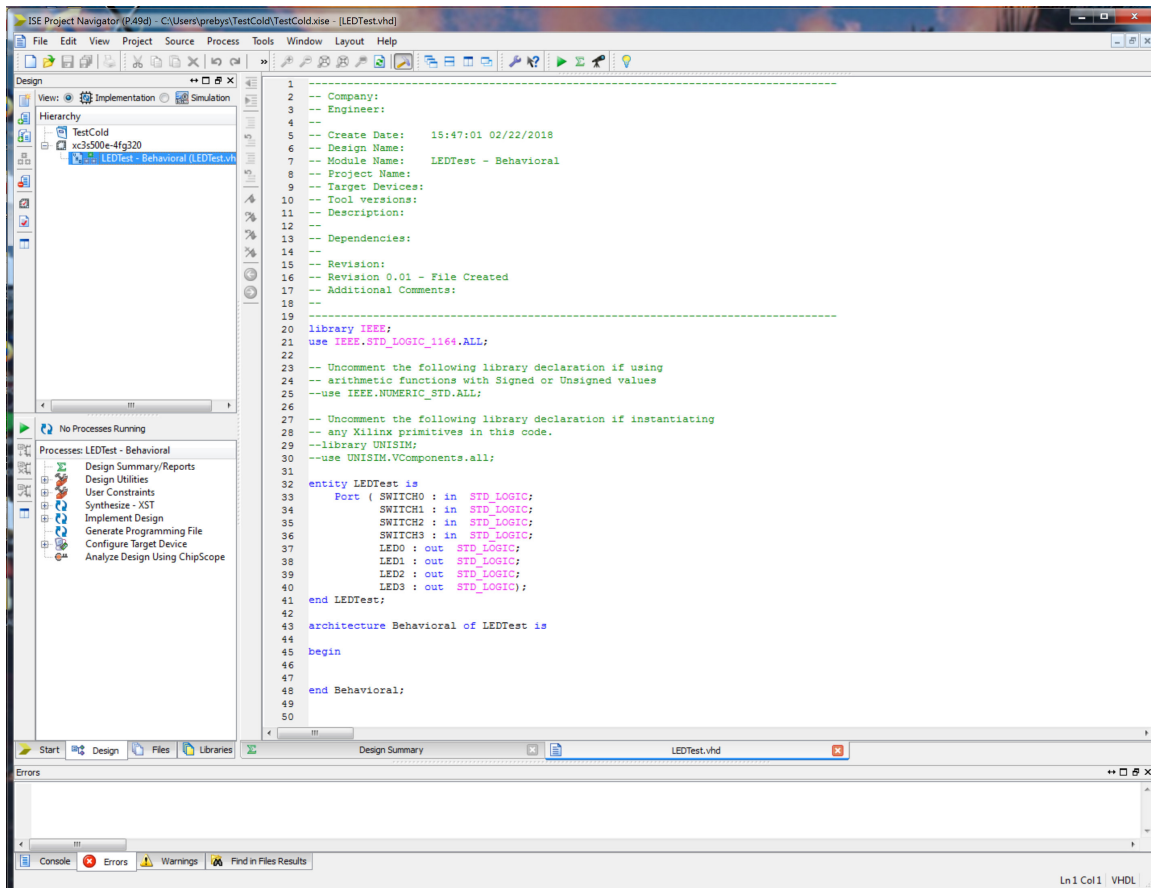 ISE Project Navigator (P.49d) - C:\Users\prebys\TestCold\TestCold.xise - [LEDTest.vhd]
File Edit View Project Source Process Tools Window Layout Help
Design
View: Implementation Simulation
Hierarchy
TestCold
xc3s500e-4fg320
LEDTest - Behavioral (LEDTest.vh
No Processes Running
Processes: LEDTest - Behavioral
Design Summary/Reports
Design Utilities
User Constraints
Synthesize - XST
Implement Design
Generate Programming File
Configure Target Device
Analyze Design Using ChipScope
Start Design Files Libraries
1 --------------------------------------------------------------------------------
2 -- Company:
3 -- Engineer:
4 --
5 -- Create Date:    15:47:01 02/22/2018
6 -- Design Name:
7 -- Module Name:    LEDTest - Behavioral
8 -- Project Name:
9 -- Target Devices:
10 -- Tool versions:
11 -- Description:
12 --
13 -- Dependencies:
14 --
15 -- Revision:
16 -- Revision 0.01 - File Created
17 -- Additional Comments:
18 --
19 --------------------------------------------------------------------------------
20 library IEEE;
21 use IEEE.STD_LOGIC_1164.ALL;
22
23 -- Uncomment the following library declaration if using
24 -- arithmetic functions with Signed or Unsigned values
25 --use IEEE.NUMERIC_STD.ALL;
26
27 -- Uncomment the following library declaration if instantiating
28 -- any Xilinx primitives in this code.
29 --library UNISIM;
30 --use UNISIM.VComponents.all;
31
32 entity LEDTest is
33     Port ( SWITCH0 : in  STD_LOGIC;
34            SWITCH1 : in  STD_LOGIC;
35            SWITCH2 : in  STD_LOGIC;
36            SWITCH3 : in  STD_LOGIC;
37            LED0 : out  STD_LOGIC;
38            LED1 : out  STD_LOGIC;
39            LED2 : out  STD_LOGIC;
40            LED3 : out  STD_LOGIC);
41 end LEDTest;
42
43 architecture Behavioral of LEDTest is
44
45 begin
46
47
48 end Behavioral;
49
50
Design Summary LEDTest.vhd
Errors
Console Errors Warnings Find in Files Results
Ln 1 Col 1 VHDL